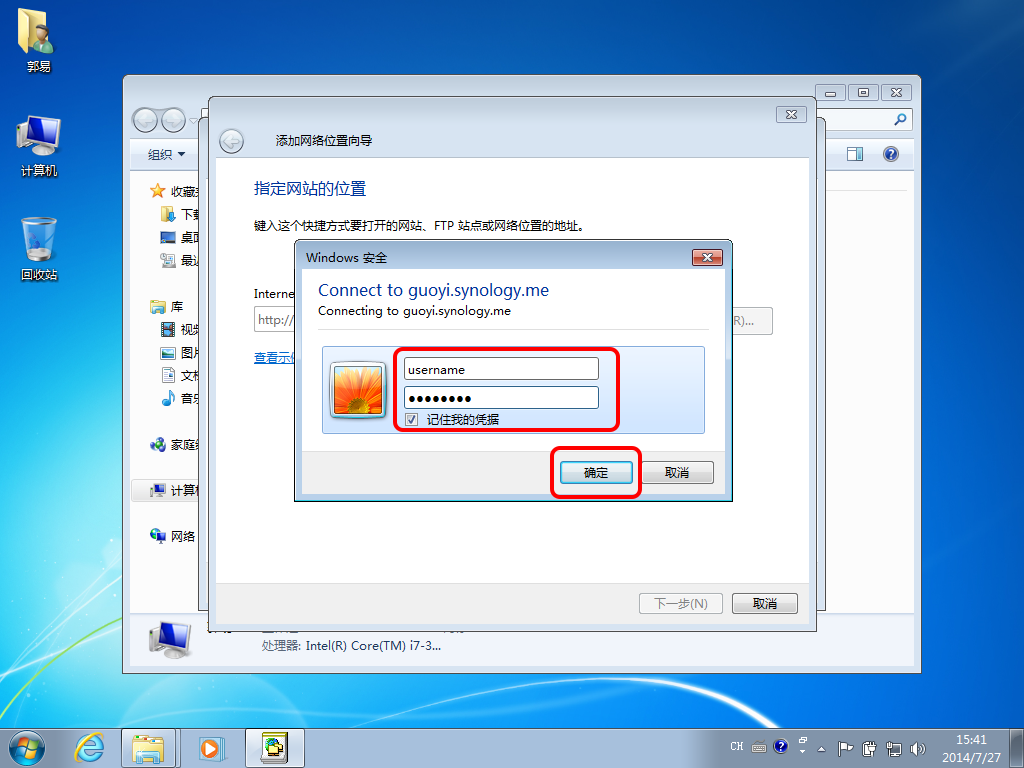 郭易
计算机
回收站
组织
收藏
下载
桌面
最近
库
视频
图片
文档
音乐
家庭组
计算机
网络
添加网络位置向导
指定网站的位置
键入这个快捷方式要打开的网站、FTP 站点或网络位置的地址。
Interne
http://
R)...
查看示
Windows 安全
Connect to guoyi.synology.me
Connecting to guoyi.synology.me
username
●●●●●●●●
记住我的凭据
确定
取消
下一步(N)
取消
处理器: Intel(R) Core(TM) i7-3...
CH
15:41
2014/7/27